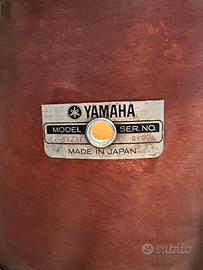 YAMAHA
MODEL SER. NO.
MADE IN JAPAN
subito